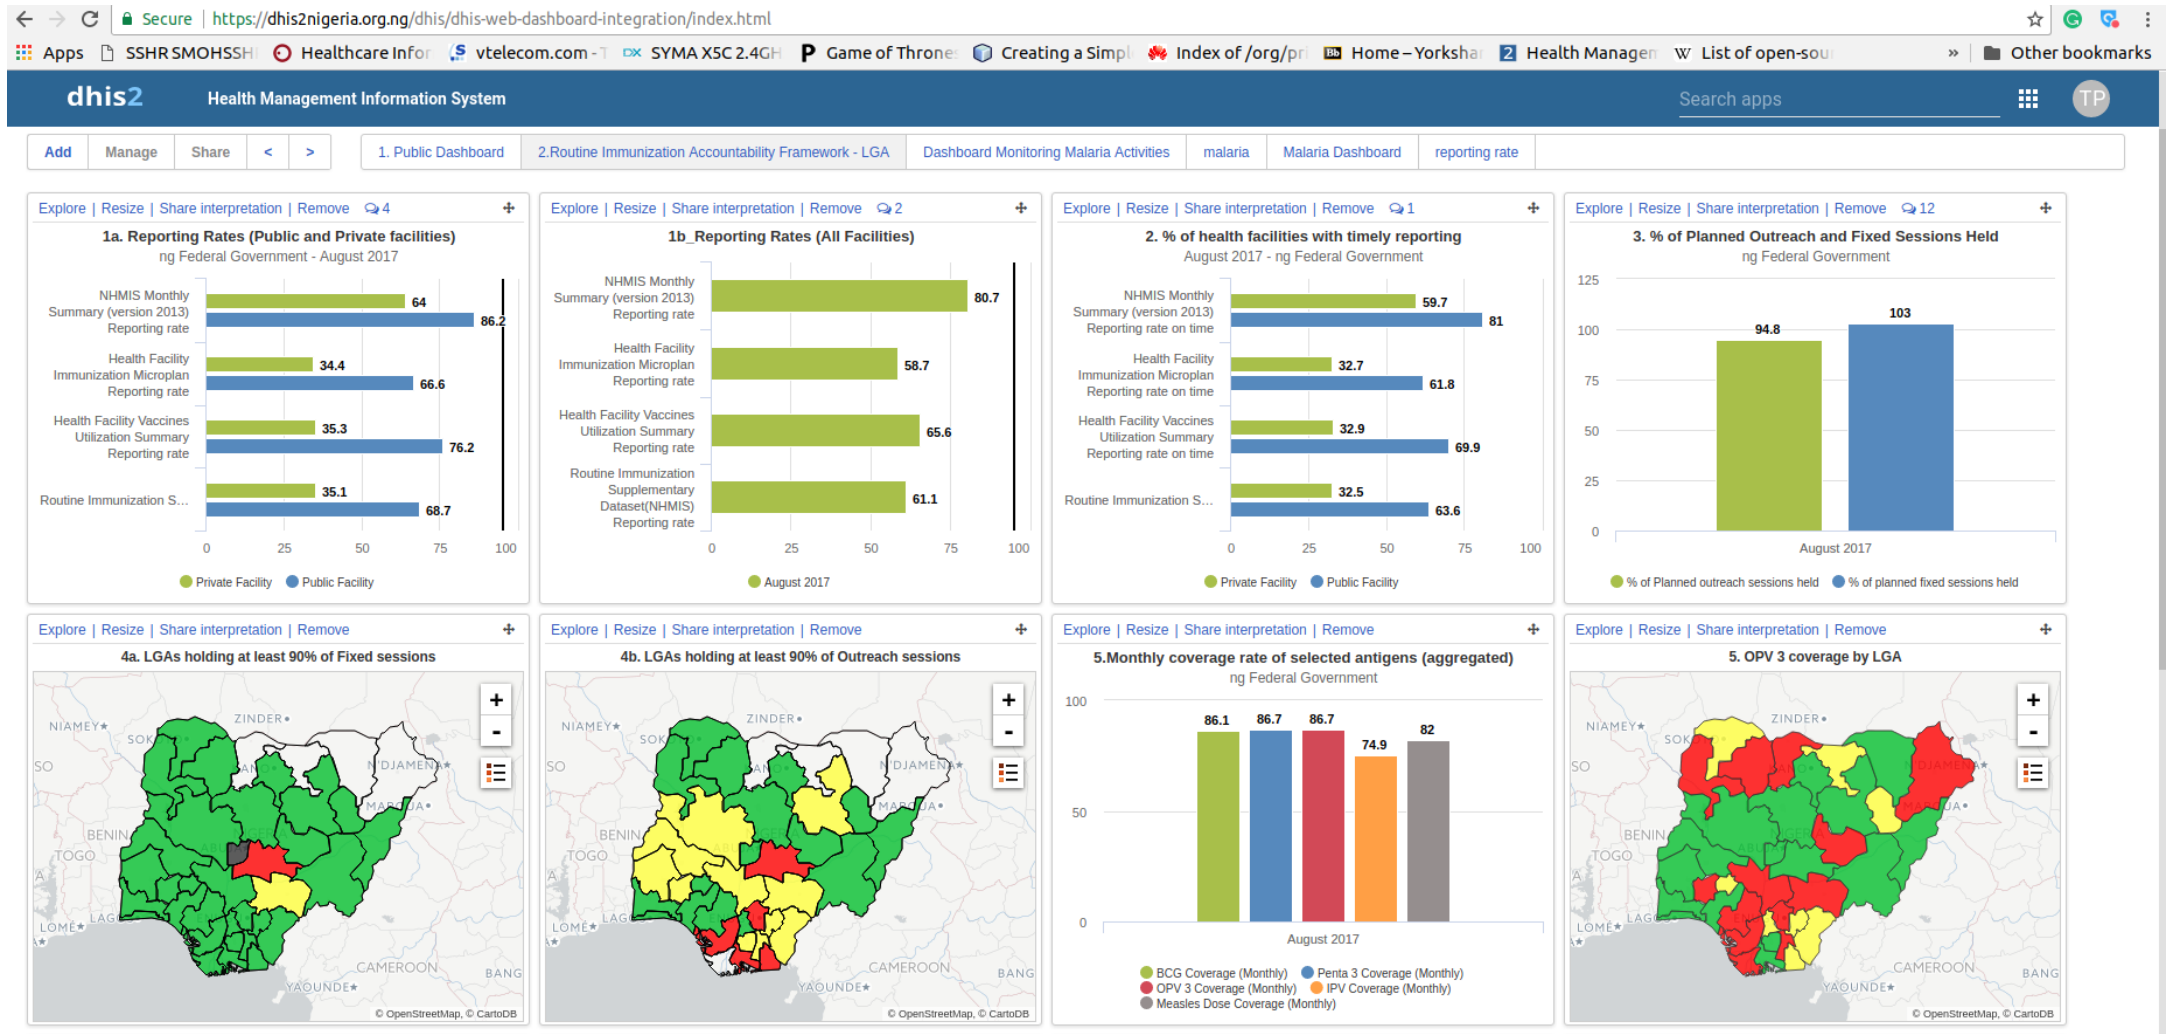 Secure | https://dhis2nigeria.org.ng/dhis/dhis-web-dashboard-integration/index.html
Apps SSHR SMOHSSH Healthcare Infor vtelecom.com - T SYMA X5C 2.4GH Game of Throne Creating a Simpl Index of /org/pri Home – Yorkshar Health Managem List of open-sour » Other bookmarks
dhis2 Health Management Information System Search apps TP
Add Manage Share < > 1. Public Dashboard 2.Routine Immunization Accountability Framework - LGA Dashboard Monitoring Malaria Activities malaria Malaria Dashboard reporting rate
Explore | Resize | Share interpretation | Remove 4
1a. Reporting Rates (Public and Private facilities)
ng Federal Government - August 2017
NHMIS Monthly
Summary (version 2013)
Reporting rate
64
86.2
Health Facility
Immunization Microplan
Reporting rate
34.4
66.6
Health Facility Vaccines
Utilization Summary
Reporting rate
35.3
76.2
Routine Immunization S...
35.1
68.7
0 25 50 75 100
Private Facility Public Facility
Explore | Resize | Share interpretation | Remove 2
1b_Reporting Rates (All Facilities)
NHMIS Monthly
Summary (version 2013)
Reporting rate
80.7
Health Facility
Immunization Microplan
Reporting rate
58.7
Health Facility Vaccines
Utilization Summary
Reporting rate
65.6
Routine Immunization
Supplementary
Dataset(NHMIS)
Reporting rate
61.1
0 25 50 75 100
August 2017
Explore | Resize | Share interpretation | Remove 1
2. % of health facilities with timely reporting
August 2017 - ng Federal Government
NHMIS Monthly
Summary (version 2013)
Reporting rate on time
59.7
81
Health Facility
Immunization Microplan
Reporting rate on time
32.7
61.8
Health Facility Vaccines
Utilization Summary
Reporting rate on time
32.9
69.9
Routine Immunization S...
32.5
63.6
0 25 50 75 100
Private Facility Public Facility
Explore | Resize | Share interpretation | Remove 12
3. % of Planned Outreach and Fixed Sessions Held
ng Federal Government
125
100
75
50
25
0
94.8
103
August 2017
% of Planned outreach sessions held % of planned fixed sessions held
Explore | Resize | Share interpretation | Remove
4a. LGAs holding at least 90% of Fixed sessions
+
-
NIAMEY
ZINDER
N'DJAMENA
BENIN
TOGO
LOMÉ
CAMEROON
BANG
YAOUNDE
© OpenStreetMap, © CartoDB
Explore | Resize | Share interpretation | Remove
4b. LGAs holding at least 90% of Outreach sessions
+
-
NIAMEY
ZINDER
N'DJAMENA
BENIN
TOGO
LOMÉ
CAMEROON
BANG
YAOUNDE
© OpenStreetMap, © CartoDB
Explore | Resize | Share interpretation | Remove
5.Monthly coverage rate of selected antigens (aggregated)
ng Federal Government
100
50
0
86.1
86.7
86.7
74.9
82
August 2017
BCG Coverage (Monthly) Penta 3 Coverage (Monthly)
OPV 3 Coverage (Monthly) IPV Coverage (Monthly)
Measles Dose Coverage (Monthly)
Explore | Resize | Share interpretation | Remove
5. OPV 3 coverage by LGA
+
-
NIAMEY
ZINDER
N'DJAMENA
BENIN
TOGO
LOMÉ
CAMEROON
BANG
YAOUNDE
© OpenStreetMap, © CartoDB